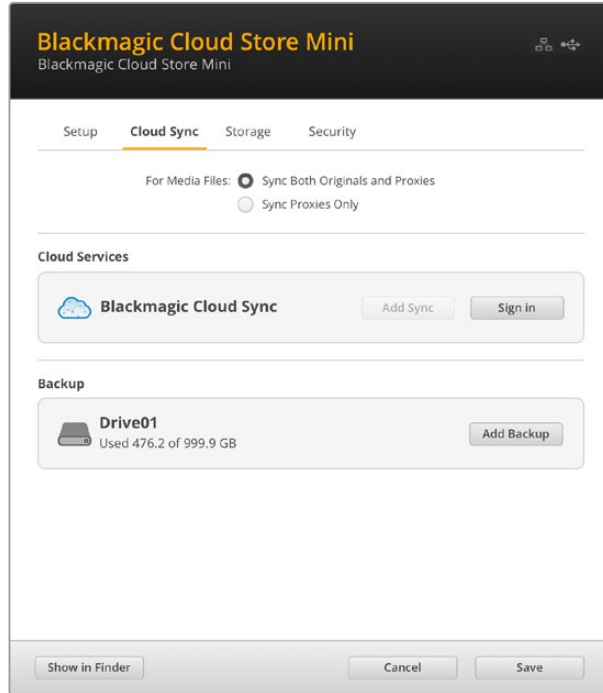 Blackmagic Cloud Store Mini
Blackmagic Cloud Store Mini
Setup Cloud Sync Storage Security
For Media Files: Sync Both Originals and Proxies
Sync Proxies Only
Cloud Services
Blackmagic Cloud Sync Add Sync Sign in
Backup
Drive01
Used 476.2 of 999.9 GB
Add Backup
Show in Finder Cancel Save